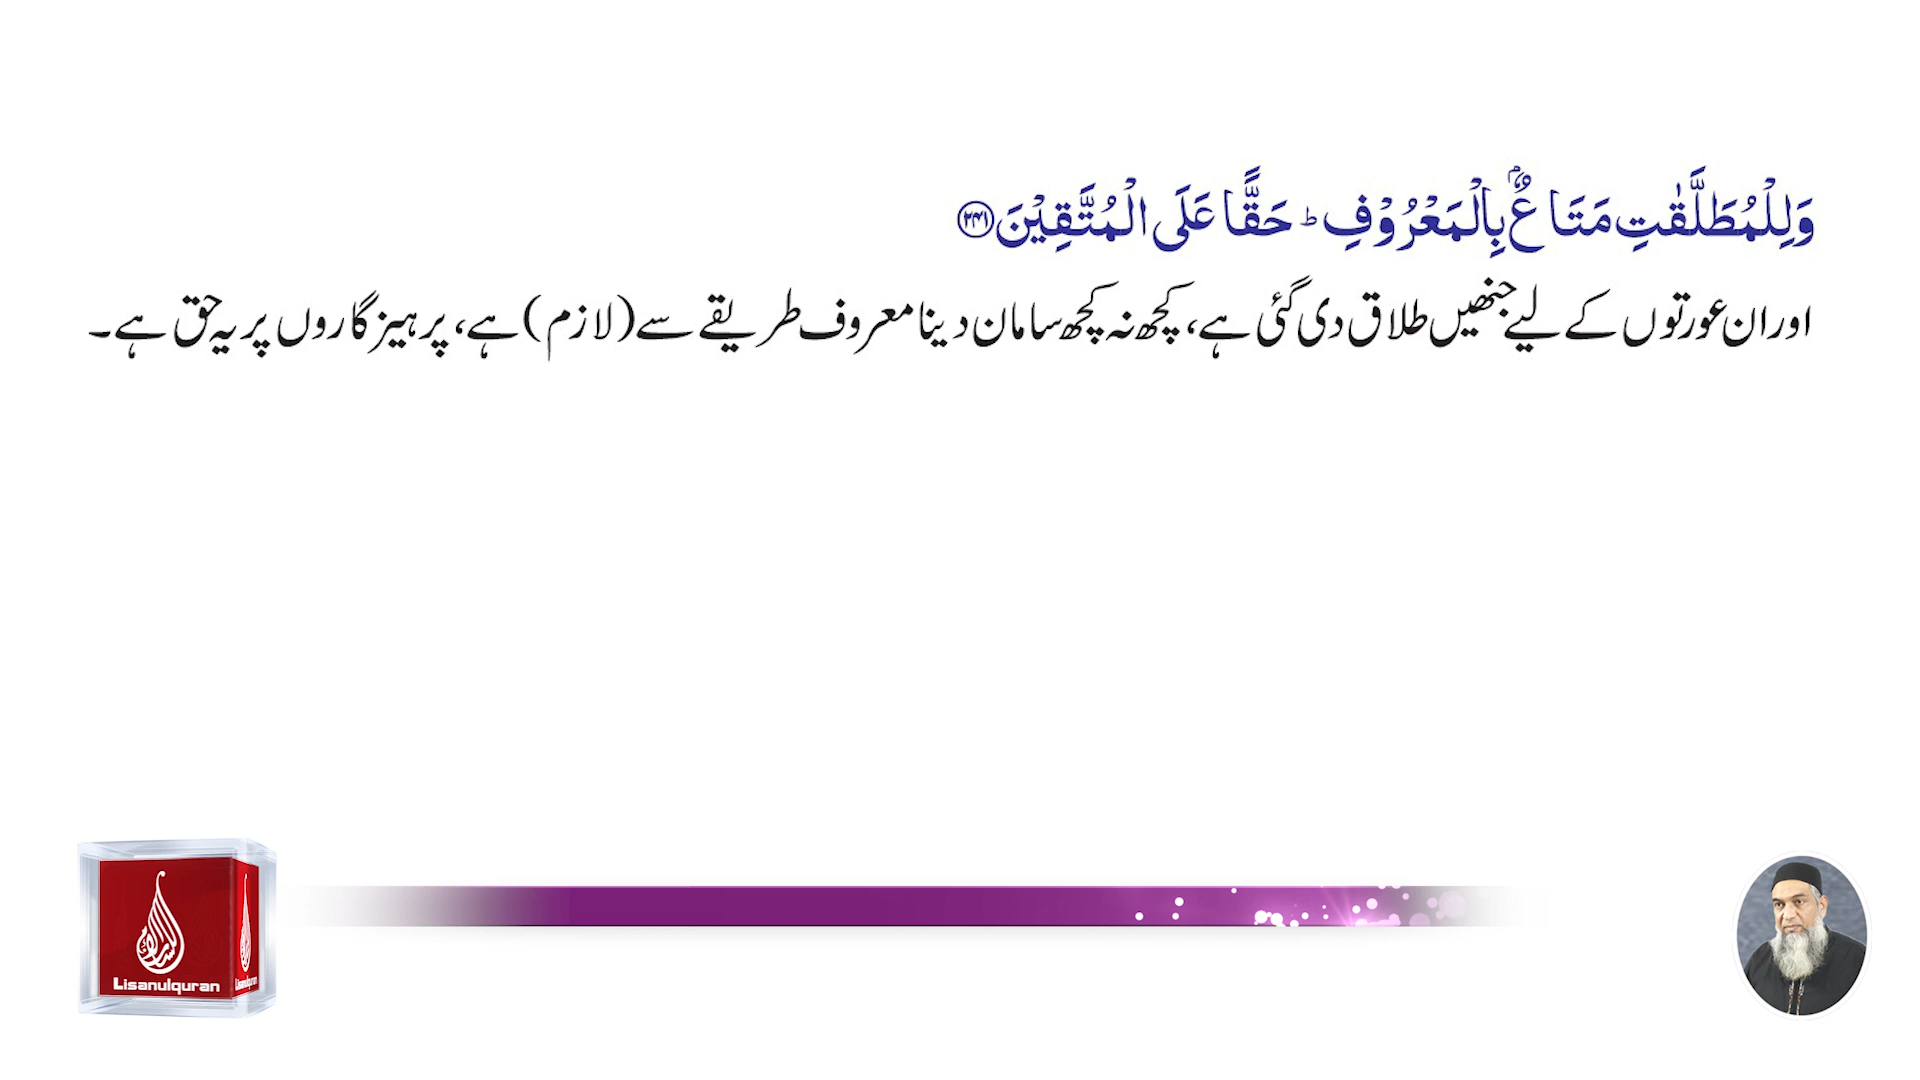 وَلِلْمُطَلَّقٰتِ مَتَاعٌۢ بِالْمَعْرُوْفِ ؕ حَقًّا عَلَى الْمُتَّقِيْنَ ﴿۲۴۱﴾
اور ان عورتوں کے لیے جنھیں طلاق دی گئی ہے، کچھ نہ کچھ سامان دینا معروف طریقے سے (لازم) ہے، پرہیزگاروں پر یہ حق ہے۔
Lisanulquran
Lisanulquran